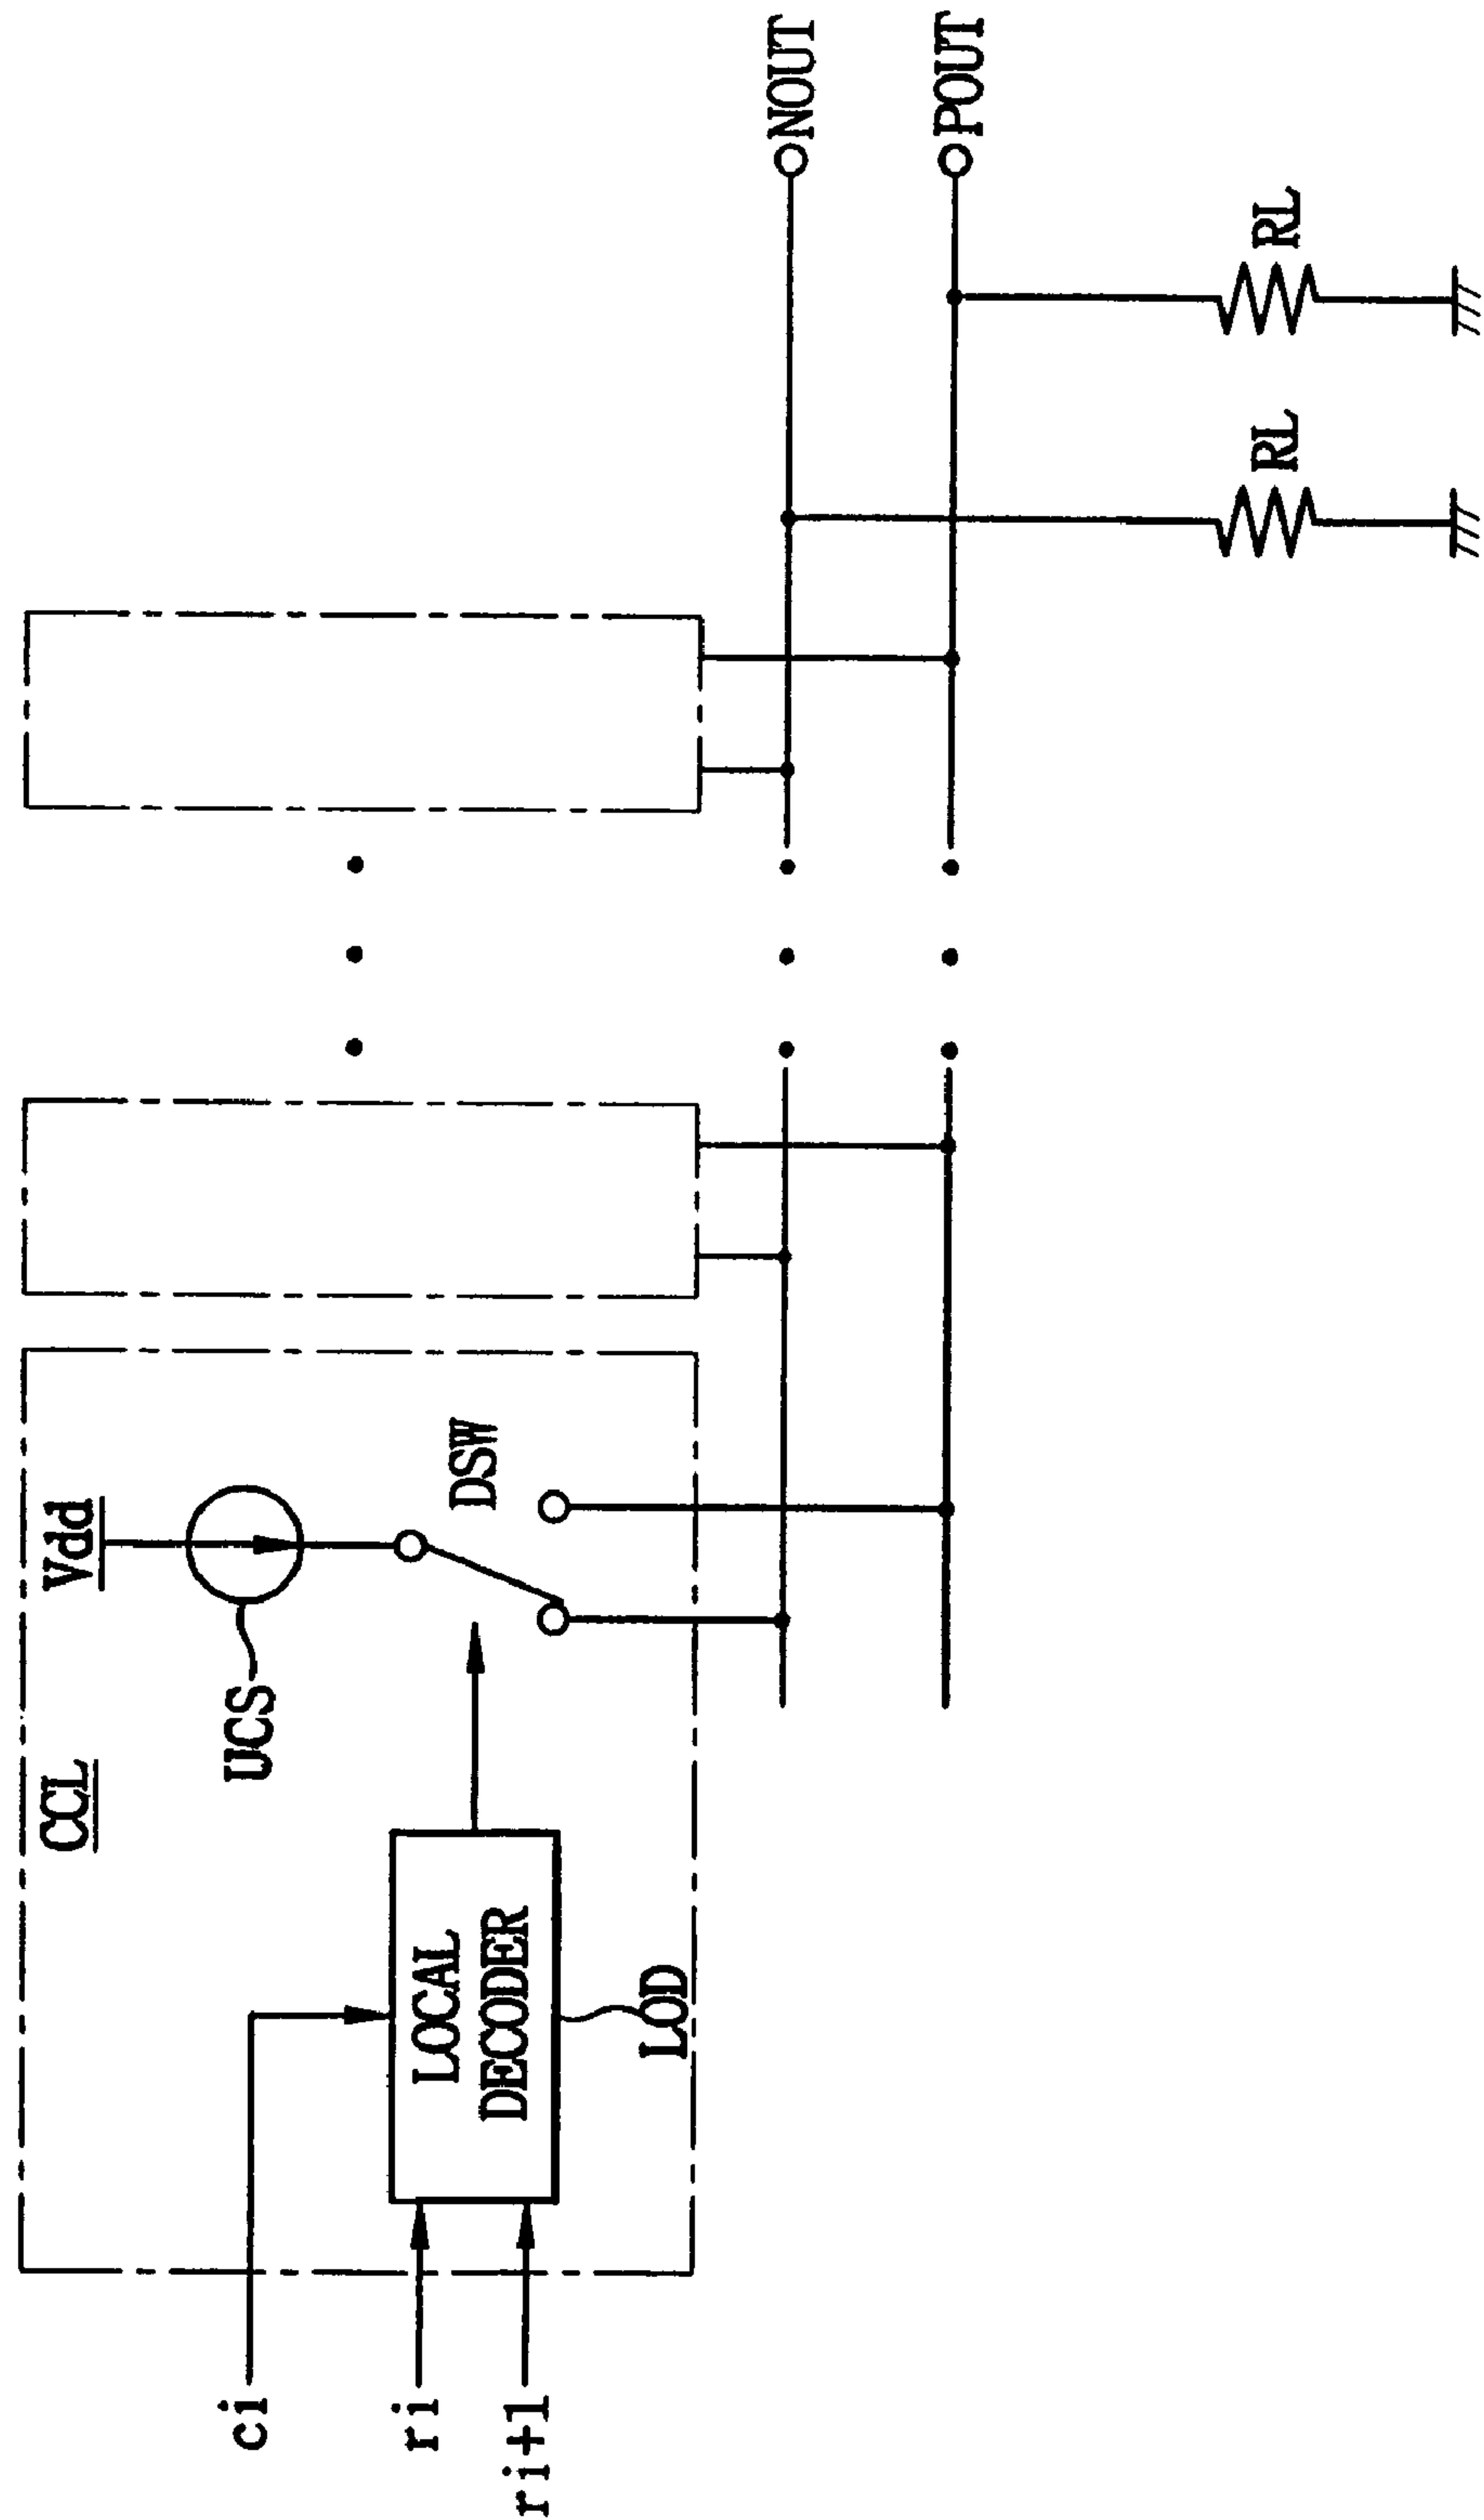 CCL
Vdd
UCS
DSW
ci
ri
ri+1
LOCAL
DECODER
LOD
NOUT
POUT
RL
RL